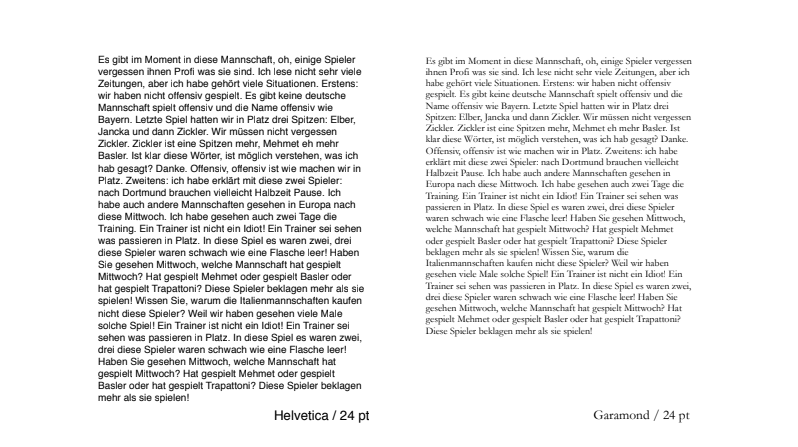 Es gibt im Moment in diese Mannschaft, oh, einige Spieler
vergessen ihnen Profi was sie sind. Ich lese nicht sehr viele
Zeitungen, aber ich habe gehört viele Situationen. Erstens:
wir haben nicht offensiv gespielt. Es gibt keine deutsche
Mannschaft spielt offensiv und die Name offensiv wie
Bayern. Letzte Spiel hatten wir in Platz drei Spitzen: Elber,
Jancka und dann Zickler. Wir müssen nicht vergessen
Zickler. Zickler ist eine Spitzen mehr, Mehmet eh mehr
Basler. Ist klar diese Wörter, ist möglich verstehen, was ich
hab gesagt? Danke. Offensiv, offensiv ist wie machen wir in
Platz. Zweitens: ich habe erklärt mit diese zwei Spieler:
nach Dortmund brauchen vielleicht Halbzeit Pause. Ich
habe auch andere Mannschaften gesehen in Europa nach
diese Mittwoch. Ich habe gesehen auch zwei Tage die
Training. Ein Trainer ist nicht ein Idiot! Ein Trainer sei sehen
was passieren in Platz. In diese Spiel es waren zwei, drei
diese Spieler waren schwach wie eine Flasche leer! Haben
Sie gesehen Mittwoch, welche Mannschaft hat gespielt
Mittwoch? Hat gespielt Mehmet oder gespielt Basler oder
hat gespielt Trapattoni? Diese Spieler beklagen mehr als sie
spielen! Wissen Sie, warum die Italienmannschaften kaufen
nicht diese Spieler? Weil wir haben gesehen viele Male
solche Spiel! Ein Trainer ist nicht ein Idiot! Ein Trainer sei
sehen was passieren in Platz. In diese Spiel es waren zwei,
drei diese Spieler waren schwach wie eine Flasche leer!
Haben Sie gesehen Mittwoch, welche Mannschaft hat
gespielt Mittwoch? Hat gespielt Mehmet oder gespielt
Basler oder hat gespielt Trapattoni? Diese Spieler beklagen
mehr als sie spielen!
Helvetica / 24 pt
Es gibt im Moment in diese Mannschaft, oh, einige Spieler vergessen
ihnen Profi was sie sind. Ich lese nicht sehr viele Zeitungen, aber ich
habe gehört viele Situationen. Erstens: wir haben nicht offensiv
gespielt. Es gibt keine deutsche Mannschaft spielt offensiv und die
Name offensiv wie Bayern. Letzte Spiel hatten wir in Platz drei
Spitzen: Elber, Jancka und dann Zickler. Wir müssen nicht vergessen
Zickler. Zickler ist eine Spitzen mehr, Mehmet eh mehr Basler. Ist
klar diese Wörter, ist möglich verstehen, was ich hab gesagt? Danke.
Offensiv, offensiv ist wie machen wir in Platz. Zweitens: ich habe
erklärt mit diese zwei Spieler: nach Dortmund brauchen vielleicht
Halbzeit Pause. Ich habe auch andere Mannschaften gesehen in
Europa nach diese Mittwoch. Ich habe gesehen auch zwei Tage die
Training. Ein Trainer ist nicht ein Idiot! Ein Trainer sei sehen was
passieren in Platz. In diese Spiel es waren zwei, drei diese Spieler
waren schwach wie eine Flasche leer! Haben Sie gesehen Mittwoch,
welche Mannschaft hat gespielt Mittwoch? Hat gespielt Mehmet
oder gespielt Basler oder hat gespielt Trapattoni? Diese Spieler
beklagen mehr als sie spielen! Wissen Sie, warum die
Italienmannschaften kaufen nicht diese Spieler? Weil wir haben
gesehen viele Male solche Spiel! Ein Trainer ist nicht ein Idiot! Ein
Trainer sei sehen was passieren in Platz. In diese Spiel es waren zwei,
drei diese Spieler waren schwach wie eine Flasche leer! Haben Sie
gesehen Mittwoch, welche Mannschaft hat gespielt Mittwoch? Hat
gespielt Mehmet oder gespielt Basler oder hat gespielt Trapattoni?
Diese Spieler beklagen mehr als sie spielen!
Garamond / 24 pt